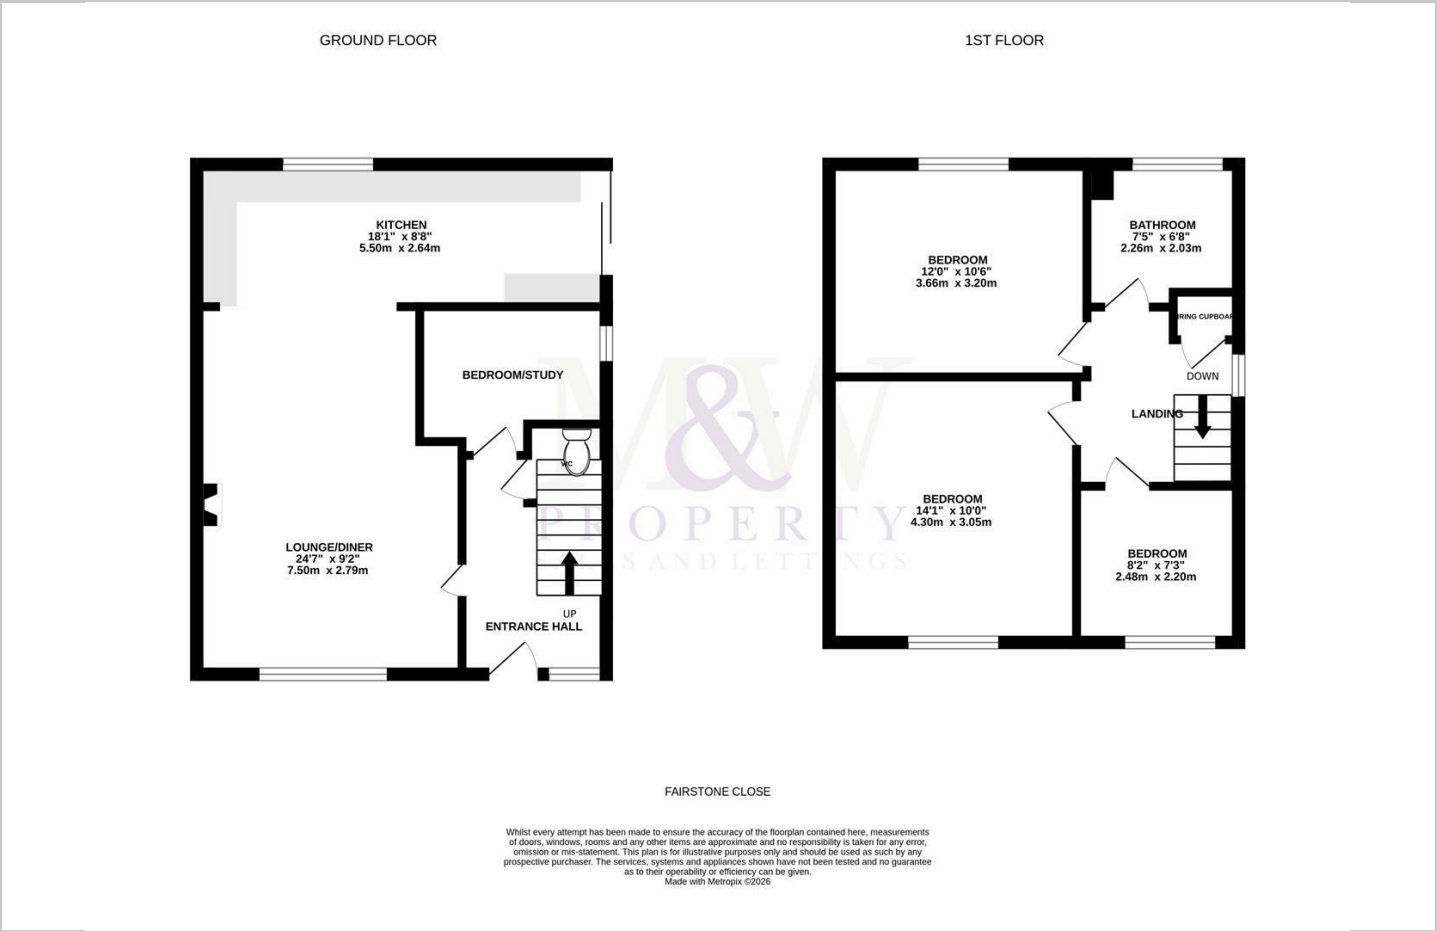 GROUND FLOOR
1ST FLOOR
KITCHEN
18'1" x 8'8"
5.50m x 2.64m
BEDROOM/STUDY
WC
LOUNGE/DINER
24'7" x 9'2"
7.50m x 2.79m
UP
ENTRANCE HALL
BEDROOM
12'0" x 10'6"
3.66m x 3.20m
BATHROOM
7'5" x 6'8"
2.26m x 2.03m
IRING CUPBOAR
DOWN
LANDING
BEDROOM
14'1" x 10'0"
4.30m x 3.05m
BEDROOM
8'2" x 7'3"
2.48m x 2.20m
M&W
PROPERTY
S AND LETTINGS
FAIRSTONE CLOSE
Whilst every attempt has been made to ensure the accuracy of the floorplan contained here, measurements
of doors, windows, rooms and any other items are approximate and no responsibility is taken for any error,
omission or mis-statement. This plan is for illustrative purposes only and should be used as such by any
prospective purchaser. The services, systems and appliances shown have not been tested and no guarantee
as to their operability or efficiency can be given.
Made with Metropix ©2026